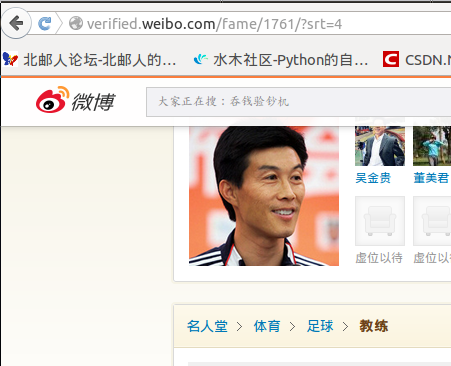 verified.weibo.com/fame/1761/?srt=4
北邮人论坛-北邮人的... 水木社区-Python的自... CSDN.N
微博 大家正在搜：吞钱验钞机
吴金贵 董美君
虚位以待 虚位以
名人堂 > 体育 > 足球 > 教练